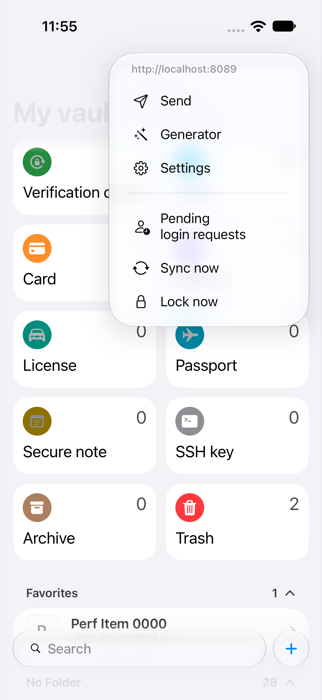 11:55
http://localhost:8089
My vaul
Send
Generator
Settings
Pending
login requests
Sync now
Lock now
Verification
Card
0
License
0
Passport
0
Secure note
0
SSH key
0
Archive
2
Trash
Favorites
1
Perf Item 0000
Search
No Folder
28